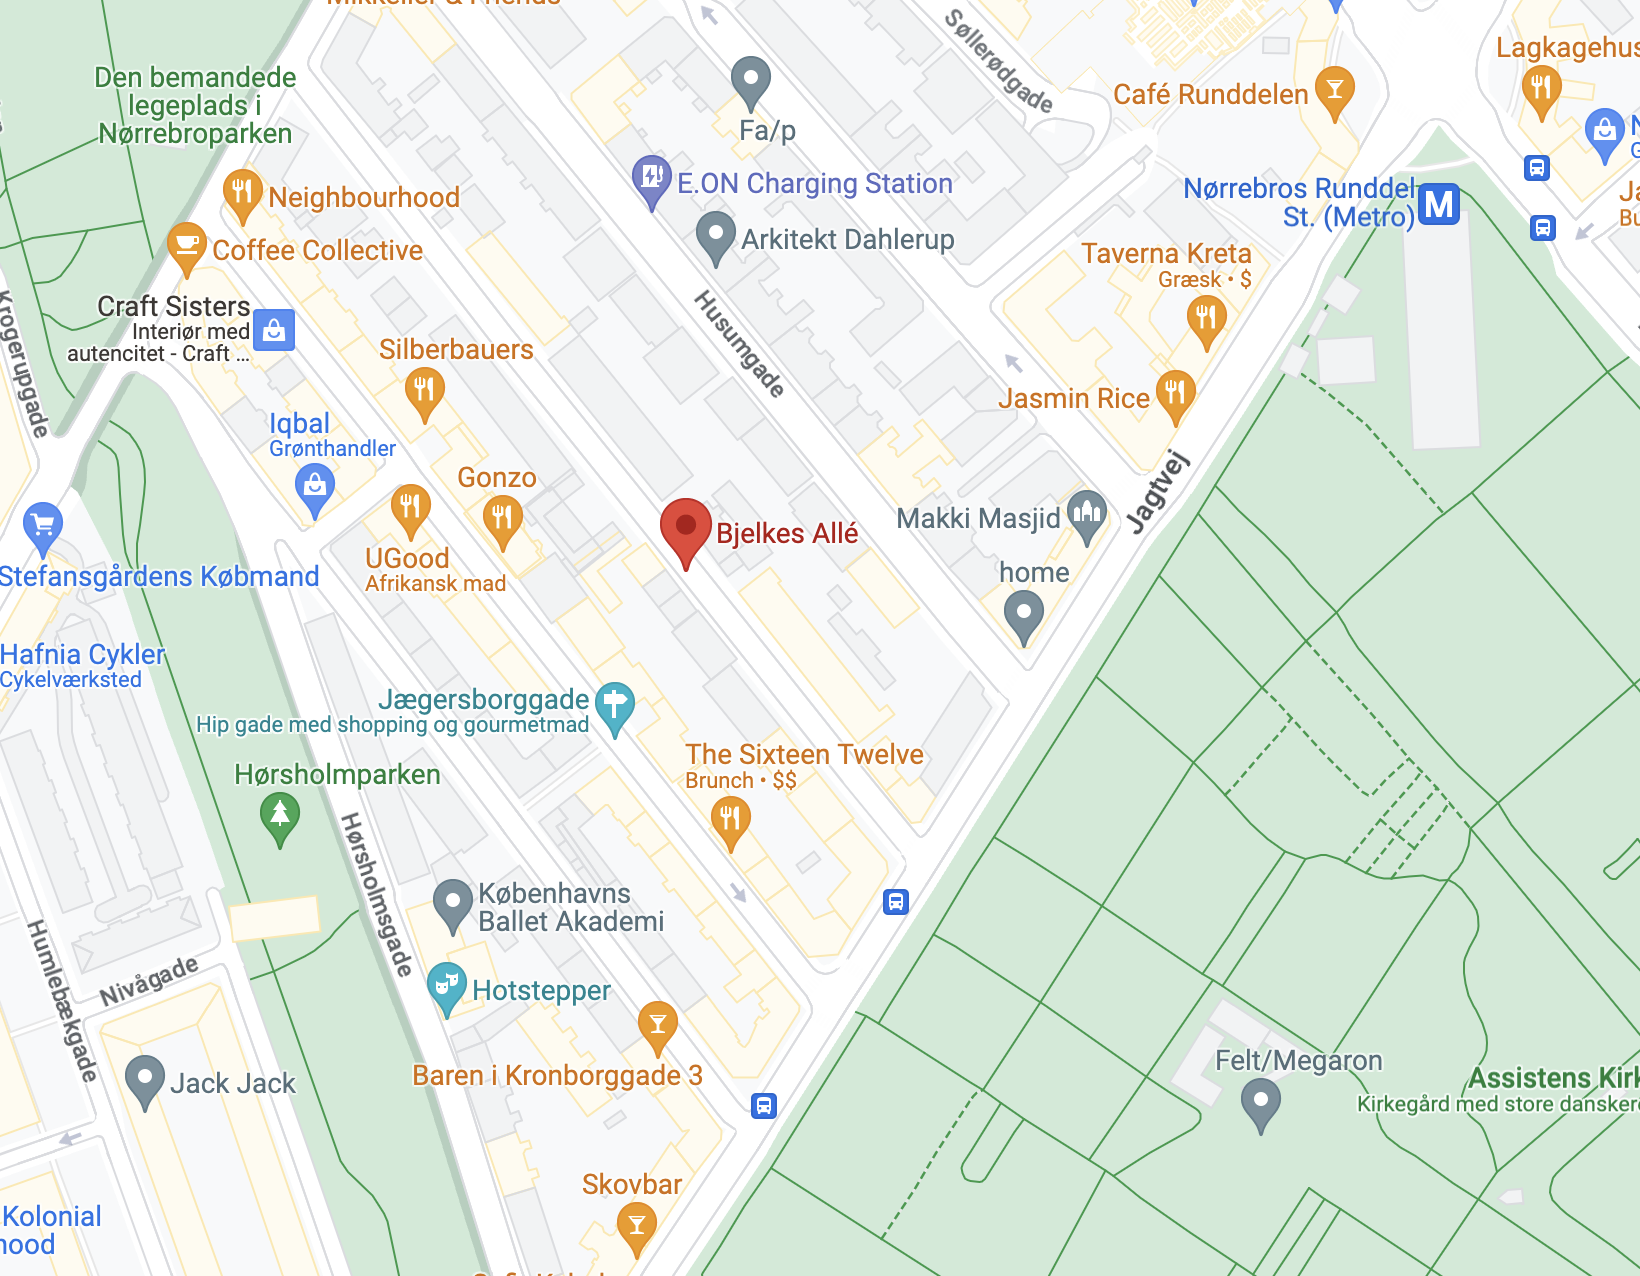 Mikkeller & Friends
Søllerødgade
Lagkagehus
Den bemandede
legeplads i
Nørrebroparken
Café Runddelen
Fa/p
E.ON Charging Station
Neighbourhood
Nørrebros Runddel
St. (Metro)
M
Arkitekt Dahlerup
Coffee Collective
Taverna Kreta
Græsk • $
Craft Sisters
Interiør med
autencitet - Craft ...
Krogerupgade
Husumgade
Silberbauers
Jasmin Rice
Iqbal
Grønthandler
Jagtvej
Gonzo
Makki Masjid
Bjelkes Allé
UGood
Afrikansk mad
Stefansgårdens Købmand
home
Hafnia Cykler
Cykelværksted
Jægersborggade
Hip gade med shopping og gourmetmad
The Sixteen Twelve
Brunch • $$
Hørsholmparken
Hørsholmsgade
Københavns
Ballet Akademi
Humlebækgade
Nivågade
Hotstepper
Baren i Kronborggade 3
Jack Jack
Felt/Megaron
Assistens Kirk
Kirkegård med store danskere
Skovbar
Kolonial
hood